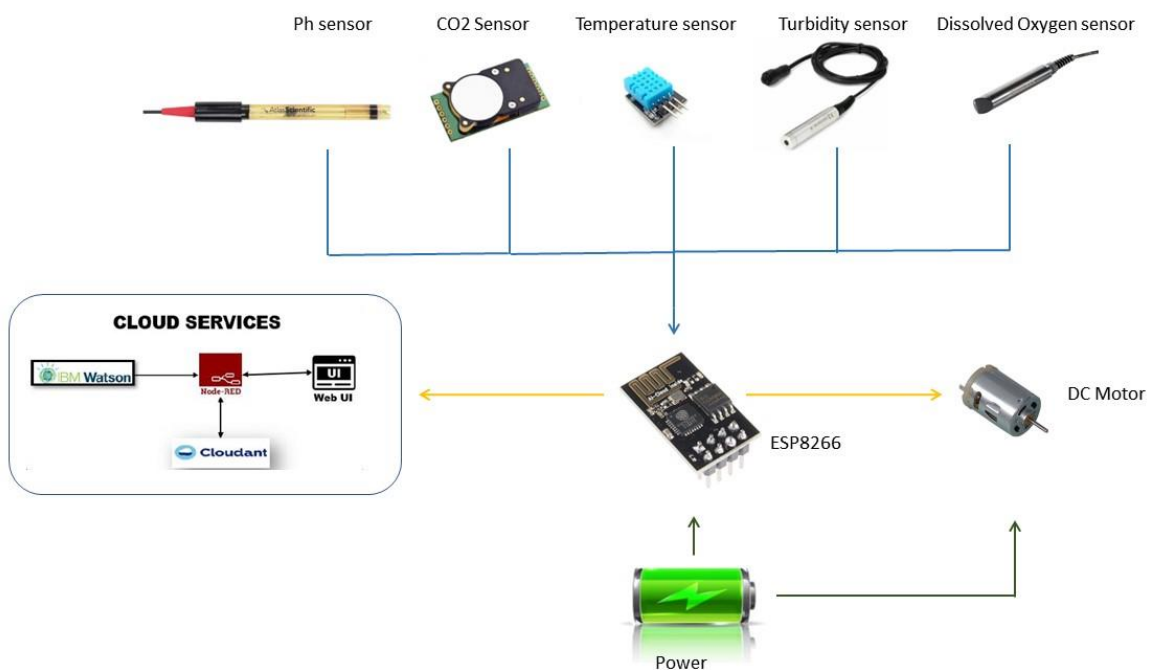 Ph sensor
CO2 Sensor
Temperature sensor
Turbidity sensor
Dissolved Oxygen sensor
AtlasScientific
CLOUD SERVICES
IBM Watson
Node-RED
UI
Web UI
Cloudant
ESP8266
DC Motor
Power